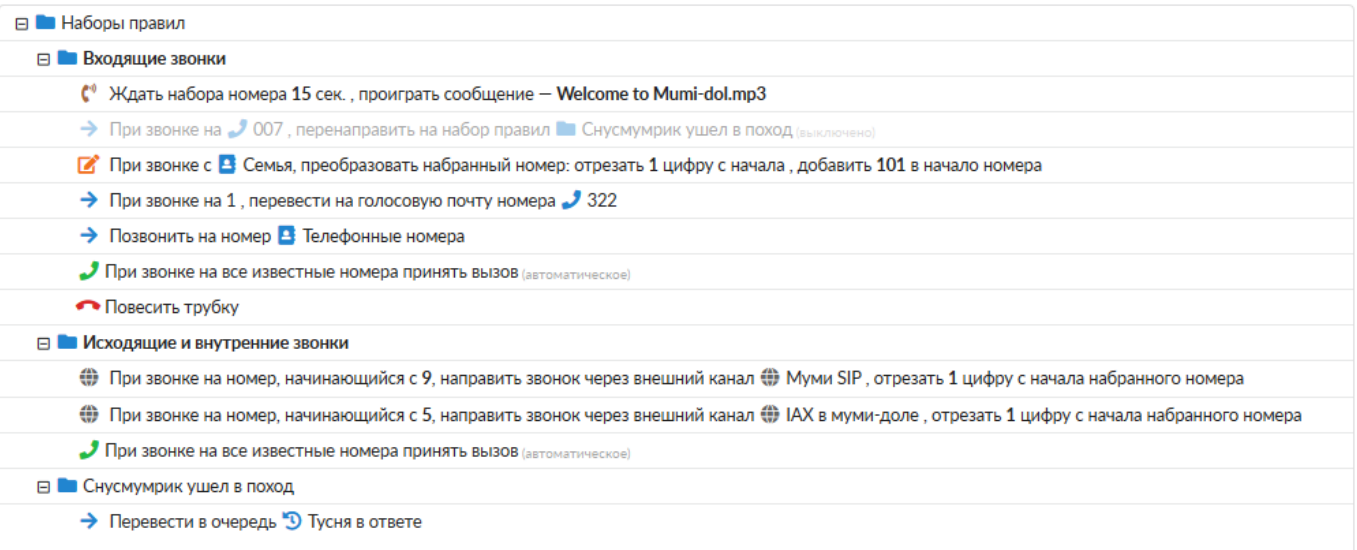 Наборы правил
Входящие звонки
Ждать набора номера 15 сек. , проиграть сообщение — Welcome to Mumi-dol.mp3
При звонке на 007 , перенаправить на набор правил Снусмумрик ушел в поход (выключено)
При звонке с Семья, преобразовать набранный номер: отрезать 1 цифру с начала , добавить 101 в начало номера
При звонке на 1 , перевести на голосовую почту номера 322
Позвонить на номер Телефонные номера
При звонке на все известные номера принять вызов (автоматическое)
Повесить трубку
Исходящие и внутренние звонки
При звонке на номер, начинающийся с 9, направить звонок через внешний канал Муми SIP , отрезать 1 цифру с начала набранного номера
При звонке на номер, начинающийся с 5, направить звонок через внешний канал IAX в муми-доле , отрезать 1 цифру с начала набранного номера
При звонке на все известные номера принять вызов (автоматическое)
Снусмумрик ушел в поход
Перевести в очередь Тусня в ответе